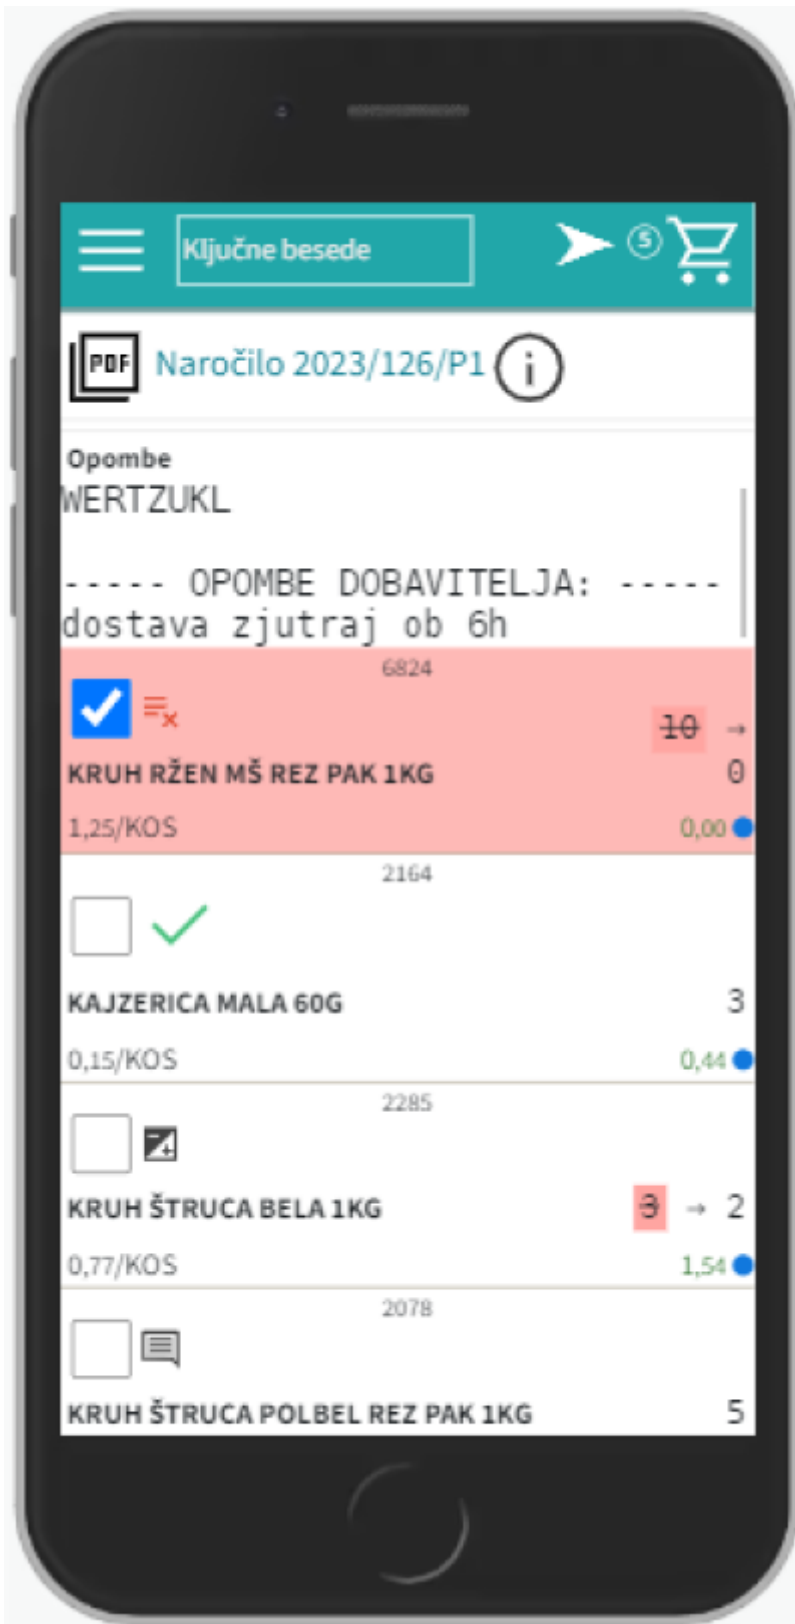 Ključne besede
5
PDF Naročilo 2023/126/P1 i
Opombe
WERTZUKL
----- OPOMBE DOBAVITELJA: -----
dostava zjutraj ob 6h
6824
10 →
KRUH RŽEN MŠ REZ PAK 1KG 0
1,25/KOS 0,00
2164
KAJZERICA MALA 60G 3
0,15/KOS 0,44
2285
KRUH ŠTRUCA BELA 1KG 3 → 2
0,77/KOS 1,54
2078
KRUH ŠTRUCA POLBEL REZ PAK 1KG 5